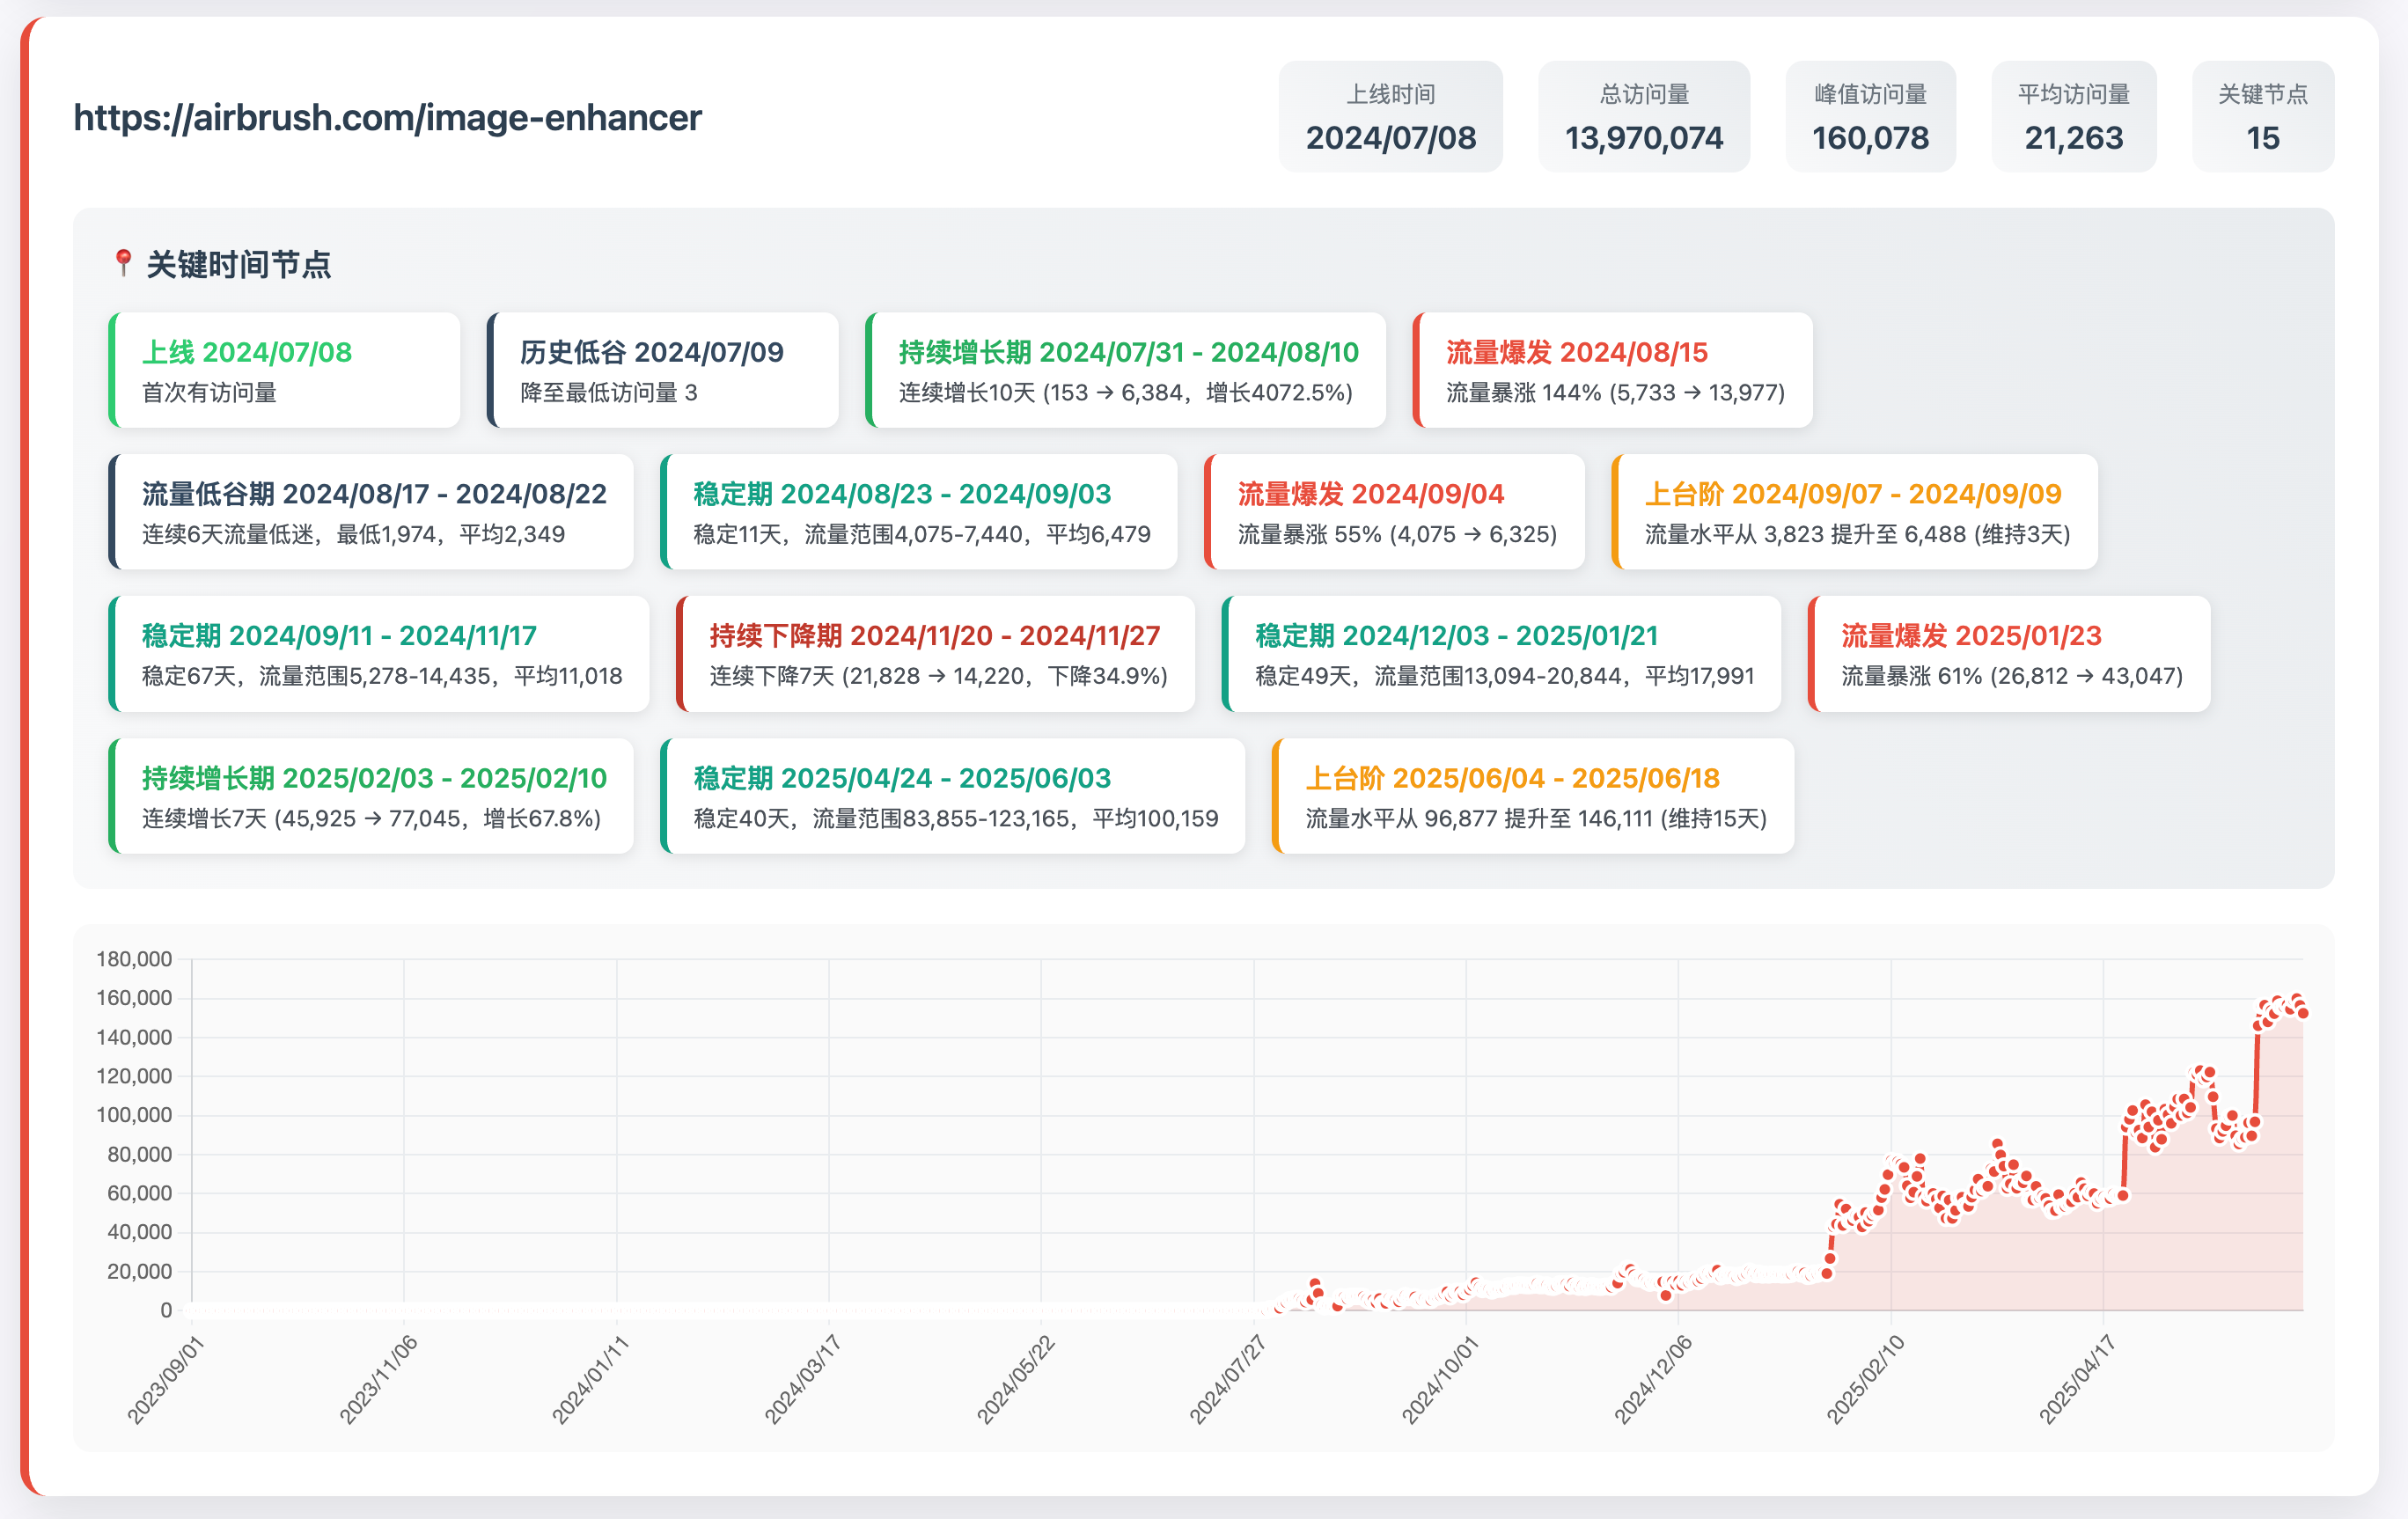 https://airbrush.com/image-enhancer
上线时间
2024/07/08
总访问量
13,970,074
峰值访问量
160,078
平均访问量
21,263
关键节点
15
📍 关键时间节点
上线 2024/07/08
首次有访问量
历史低谷 2024/07/09
降至最低访问量 3
持续增长期 2024/07/31 - 2024/08/10
连续增长10天 (153 → 6,384，增长4072.5%)
流量爆发 2024/08/15
流量暴涨 144% (5,733 → 13,977)
流量低谷期 2024/08/17 - 2024/08/22
连续6天流量低迷，最低1,974，平均2,349
稳定期 2024/08/23 - 2024/09/03
稳定11天，流量范围4,075-7,440，平均6,479
流量爆发 2024/09/04
流量暴涨 55% (4,075 → 6,325)
上台阶 2024/09/07 - 2024/09/09
流量水平从 3,823 提升至 6,488 (维持3天)
稳定期 2024/09/11 - 2024/11/17
稳定67天，流量范围5,278-14,435，平均11,018
持续下降期 2024/11/20 - 2024/11/27
连续下降7天 (21,828 → 14,220，下降34.9%)
稳定期 2024/12/03 - 2025/01/21
稳定49天，流量范围13,094-20,844，平均17,991
流量爆发 2025/01/23
流量暴涨 61% (26,812 → 43,047)
持续增长期 2025/02/03 - 2025/02/10
连续增长7天 (45,925 → 77,045，增长67.8%)
稳定期 2025/04/24 - 2025/06/03
稳定40天，流量范围83,855-123,165，平均100,159
上台阶 2025/06/04 - 2025/06/18
流量水平从 96,877 提升至 146,111 (维持15天)
180,000
160,000
140,000
120,000
100,000
80,000
60,000
40,000
20,000
0
2023/09/01
2023/11/06
2024/01/11
2024/03/17
2024/05/22
2024/07/27
2024/10/01
2024/12/06
2025/02/10
2025/04/17